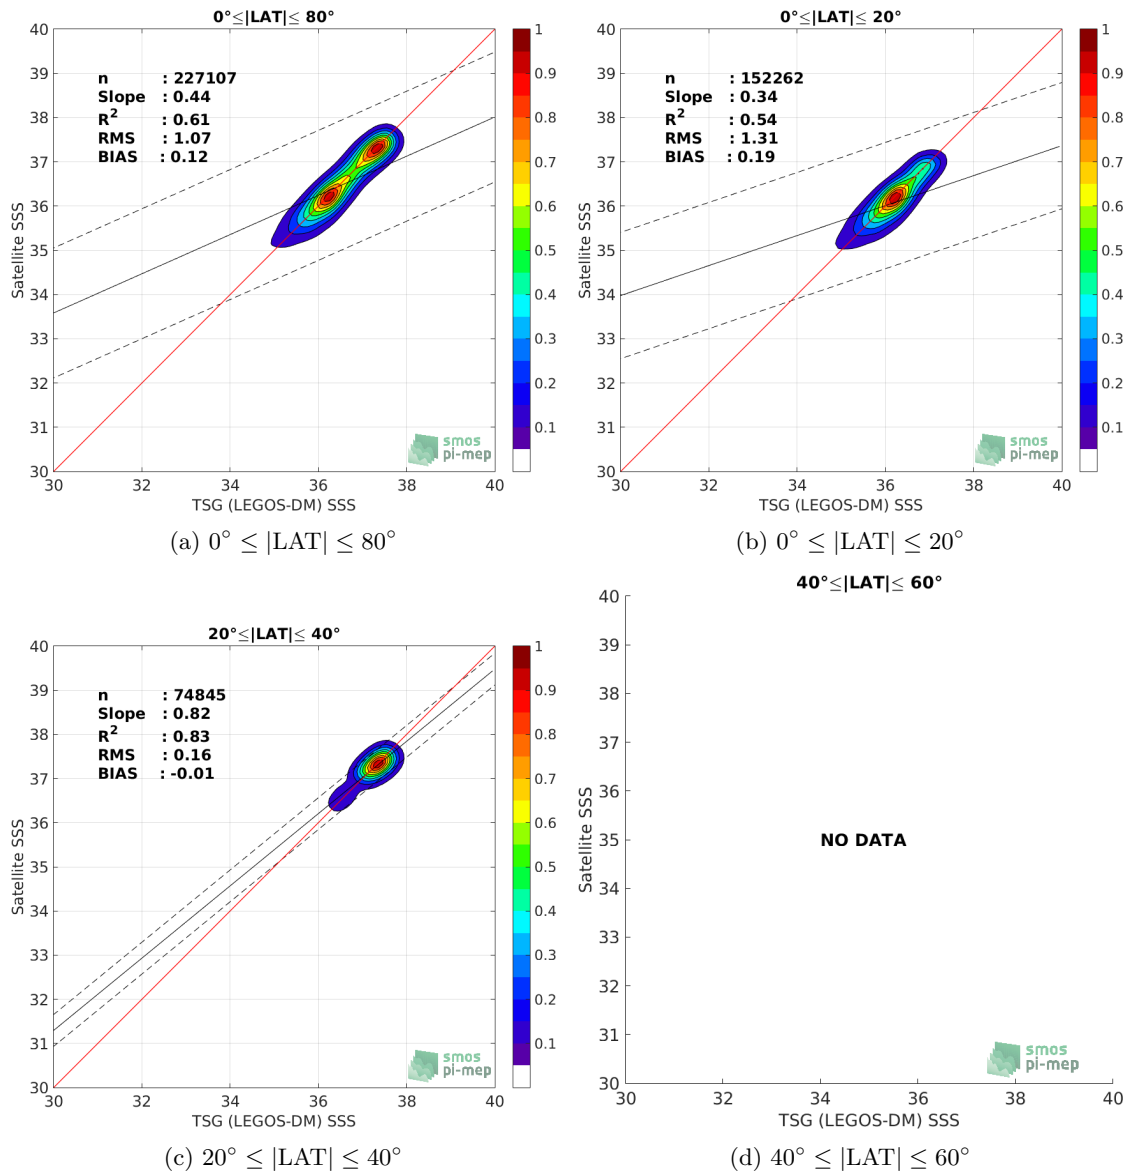 0°≤|LAT|≤ 80°
40
39
38
37
36
35
34
33
32
31
30
Satellite SSS
n : 227107
Slope : 0.44
R² : 0.61
RMS : 1.07
BIAS : 0.12
smos
pi-mep
30 32 34 36 38 40
TSG (LEGOS-DM) SSS
1
0.9
0.8
0.7
0.6
0.5
0.4
0.3
0.2
0.1
(a) 0° ≤ |LAT| ≤ 80°
0°≤|LAT|≤ 20°
40
39
38
37
36
35
34
33
32
31
30
Satellite SSS
n : 152262
Slope : 0.34
R² : 0.54
RMS : 1.31
BIAS : 0.19
smos
pi-mep
30 32 34 36 38 40
TSG (LEGOS-DM) SSS
1
0.9
0.8
0.7
0.6
0.5
0.4
0.3
0.2
0.1
(b) 0° ≤ |LAT| ≤ 20°
20°≤|LAT|≤ 40°
40
39
38
37
36
35
34
33
32
31
30
Satellite SSS
n : 74845
Slope : 0.82
R² : 0.83
RMS : 0.16
BIAS : -0.01
smos
pi-mep
30 32 34 36 38 40
TSG (LEGOS-DM) SSS
1
0.9
0.8
0.7
0.6
0.5
0.4
0.3
0.2
0.1
(c) 20° ≤ |LAT| ≤ 40°
40°≤|LAT|≤ 60°
40
39
38
37
36
35
34
33
32
31
30
Satellite SSS
NO DATA
smos
pi-mep
30 32 34 36 38 40
TSG (LEGOS-DM) SSS
(d) 40° ≤ |LAT| ≤ 60°